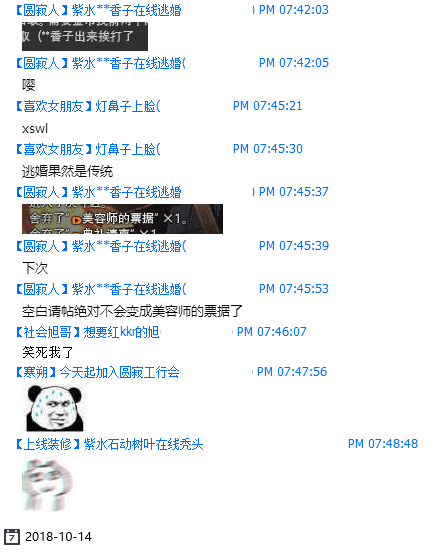 【圆寂人】紫水**香子在线逃婚 ) PM 07:42:03
取（**香子出来挨打了
【圆寂人】紫水**香子在线逃婚( PM 07:42:05
嘤
【喜欢女朋友】灯鼻子上脸( PM 07:45:21
xswl
【喜欢女朋友】灯鼻子上脸( PM 07:45:30
逃婚果然是传统
【圆寂人】紫水**香子在线逃婚 ) PM 07:45:37
舍弃了“美容师的票据”×1。
【圆寂人】紫水**香子在线逃婚( PM 07:45:39
下次
【圆寂人】紫水**香子在线逃婚( PM 07:45:53
空白请帖绝对不会变成美容师的票据了
【社会旭哥】想要红kkr的旭 ) PM 07:46:07
笑死我了
【寒朔】今天起加入圆寂工行会 ) PM 07:47:56
【上线装修】紫水石动树叶在线秃头 PM 07:48:48
7 2018-10-14